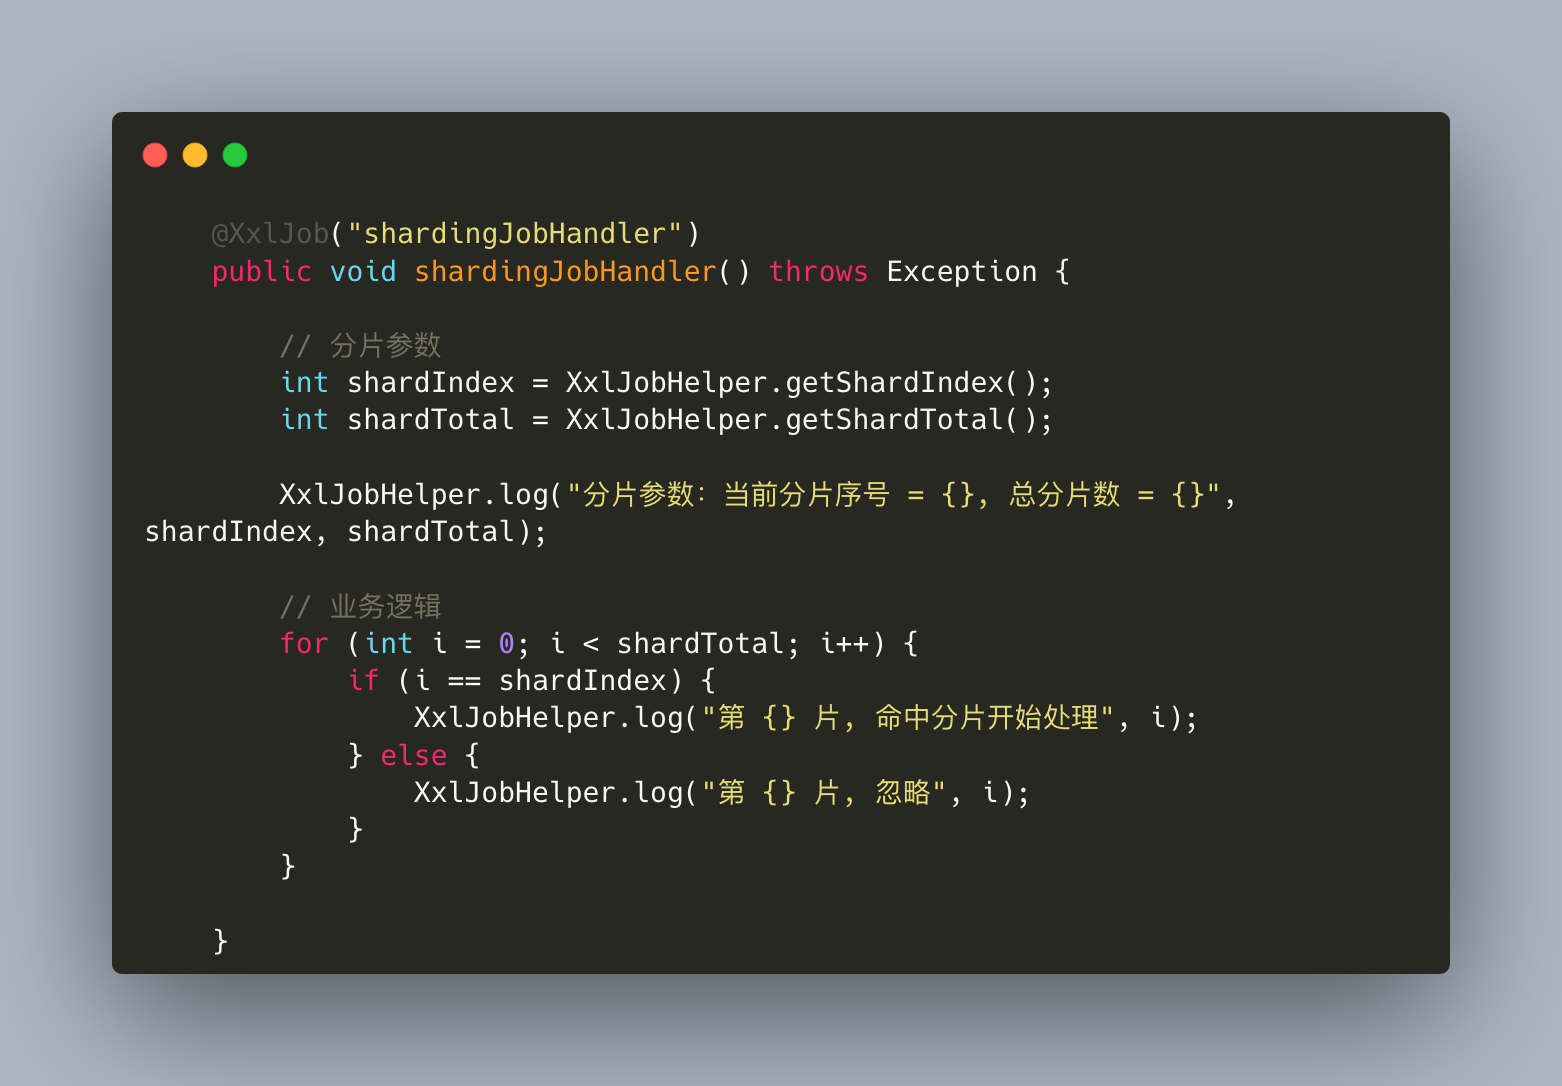 @XxlJob("shardingJobHandler")
public void shardingJobHandler() throws Exception {
// 分片参数
int shardIndex = XxlJobHelper.getShardIndex();
int shardTotal = XxlJobHelper.getShardTotal();
XxlJobHelper.log("分片参数：当前分片序号 = {}, 总分片数 = {}",
shardIndex, shardTotal);
// 业务逻辑
for (int i = 0; i < shardTotal; i++) {
if (i == shardIndex) {
XxlJobHelper.log("第 {} 片, 命中分片开始处理", i);
} else {
XxlJobHelper.log("第 {} 片, 忽略", i);
}
}
}